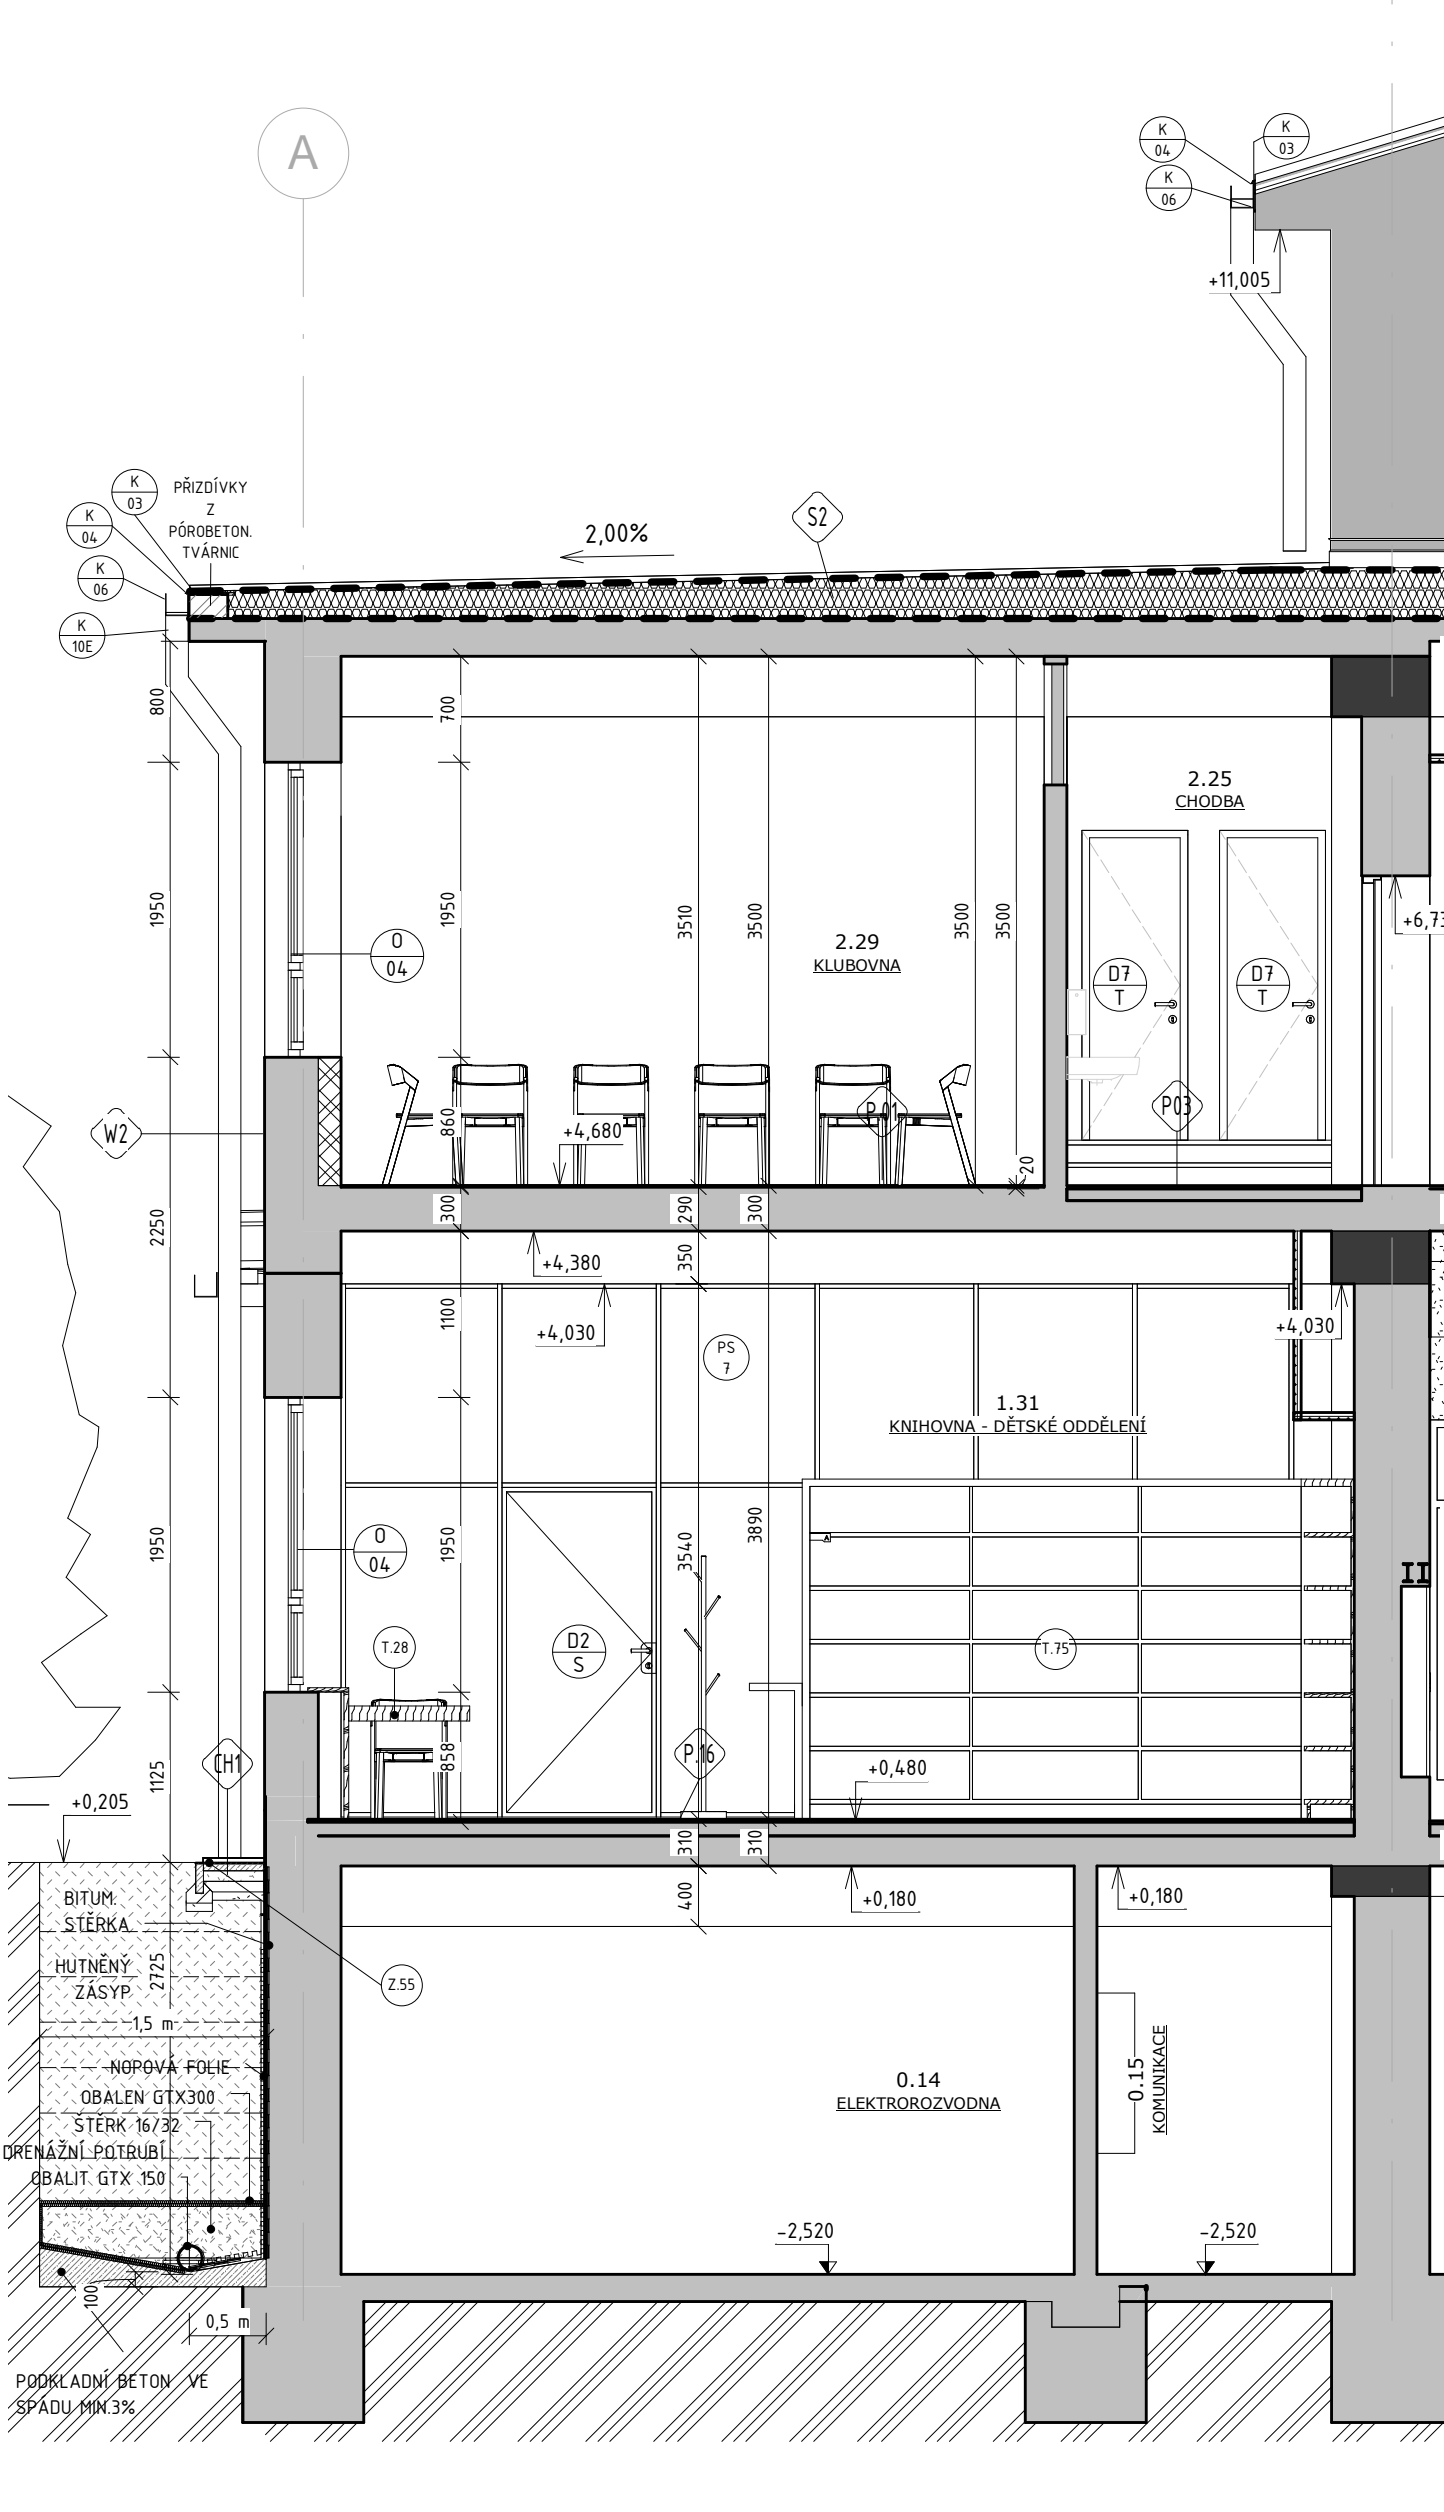 A
K
04
K
03
K
06
+11,005
K
03
PŘIZDÍVKY
Z
PÓROBETON.
TVÁRNIC
K
04
S2
2,00%
K
06
K
10E
800
700
2.25
CHODBA
1950
1950
3510
3500
3500
3500
O
04
2.29
KLUBOVNA
D7
T
D7
T
W2
860
+4,680
P.01
P03
20
2250
300
290
300
350
+4,380
1100
+4,030
+4,030
PS
7
1.31
KNIHOVNA - DĚTSKÉ ODDĚLENÍ
1950
O
04
1950
3540
3890
T.28
D2
S
T.75
CH1
1125
858
P.16
+0,480
+0,205
310
310
400
+0,180
+0,180
BITUM.
STĚRKA
HUTNĚNÝ
ZÁSYP
2725
Z.55
1,5 m
NOPOVÁ FOLIE
OBALEN GTX300
ŠTĚRK 16/32
DRENÁŽNÍ POTRUBÍ
OBALIT GTX 150
0.14
ELEKTROROZVODNA
0.15
KOMUNIKACE
-2,520
-2,520
100
0,5 m
PODKLADNÍ BETON VE
SPÁDU MIN.3%